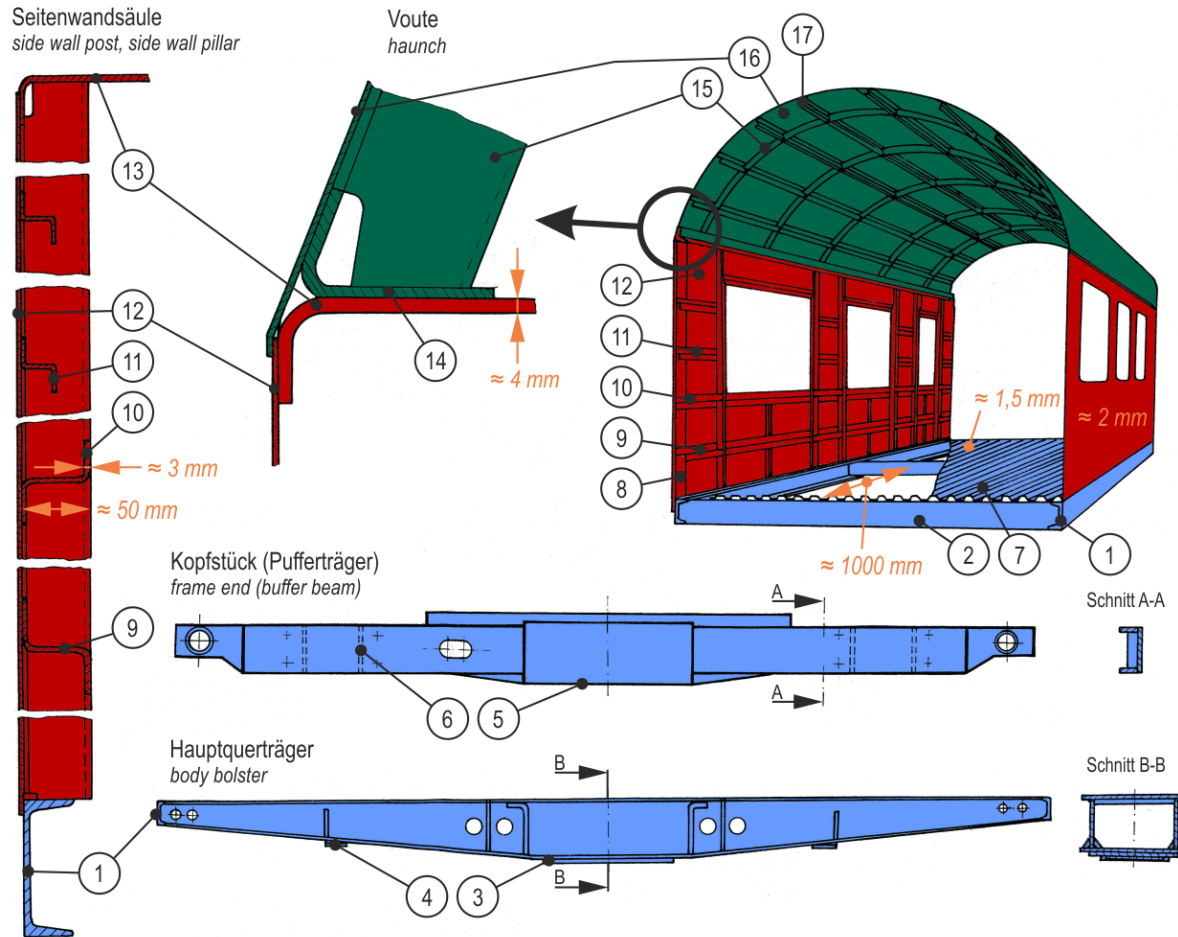 Seitenwandsäule
side wall post, side wall pillar
Voute
haunch
17
16
15
13
12
14
≈ 4 mm
11
12
11
10
≈ 3 mm
≈ 50 mm
10
9
8
≈ 1,5 mm
≈ 2 mm
2
7
1
≈ 1000 mm
Kopfstück (Pufferträger)
frame end (buffer beam)
A
A
Schnitt A-A
9
6
5
Hauptquerträger
body bolster
B
B
Schnitt B-B
1
4
3